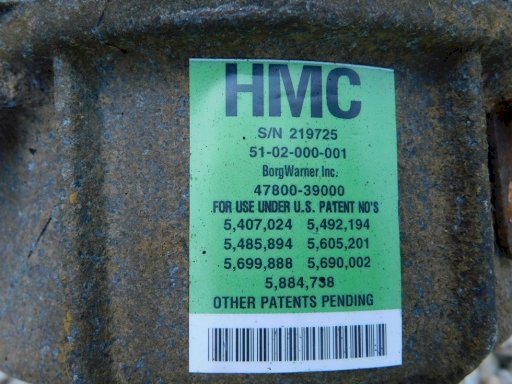 HMC
S/N 219725
51-02-000-001
BorgWarner Inc.
47800-39000
FOR USE UNDER U.S. PATENT NO'S
5,407,024 5,492,194
5,485,894 5,605,201
5,699,888 5,690,002
5,884,738
OTHER PATENTS PENDING